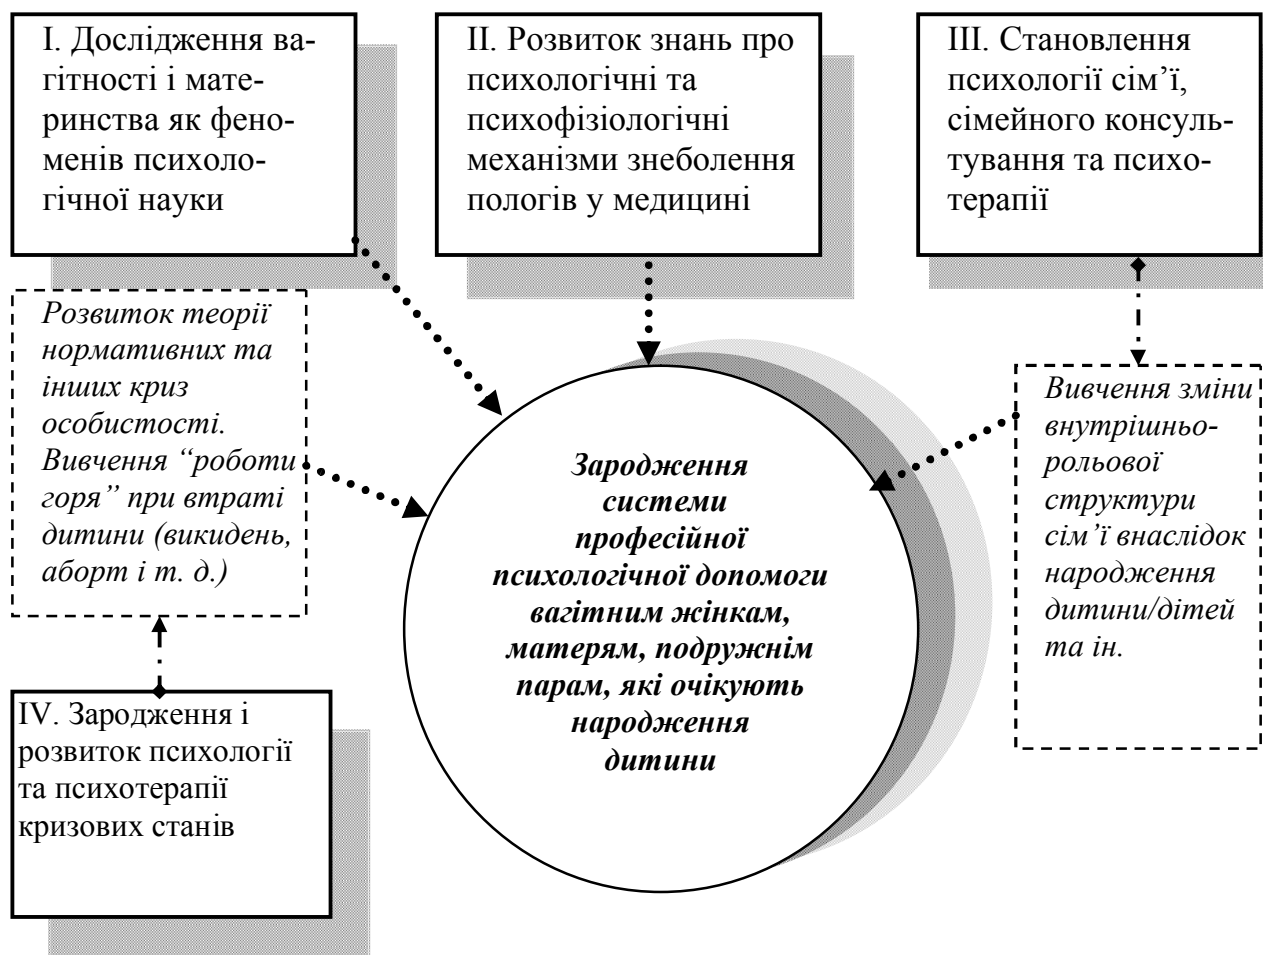 I. Дослідження ва-
гітності і мате-
ринства як фено-
менів психоло-
гічної науки
II. Розвиток знань про
психологічні та
психофізіологічні
механізми знеболення
пологів у медицині
III. Становлення
психології сім’ї,
сімейного консуль-
тування та психо-
терапії
Розвиток теорії
нормативних та
інших криз
особистості.
Вивчення “роботи
горя” при втраті
дитини (викидень,
аборт і т. д.)
Зародження
системи
професійної
психологічної допомоги
вагітним жінкам,
матерям, подружнім
парам, які очікують
народження
дитини
Вивчення зміни
внутрішньо-
рольової
структури
сім’ї внаслідок
народження
дитини/дітей
та ін.
IV. Зародження і
розвиток психології
та психотерапії
кризових станів